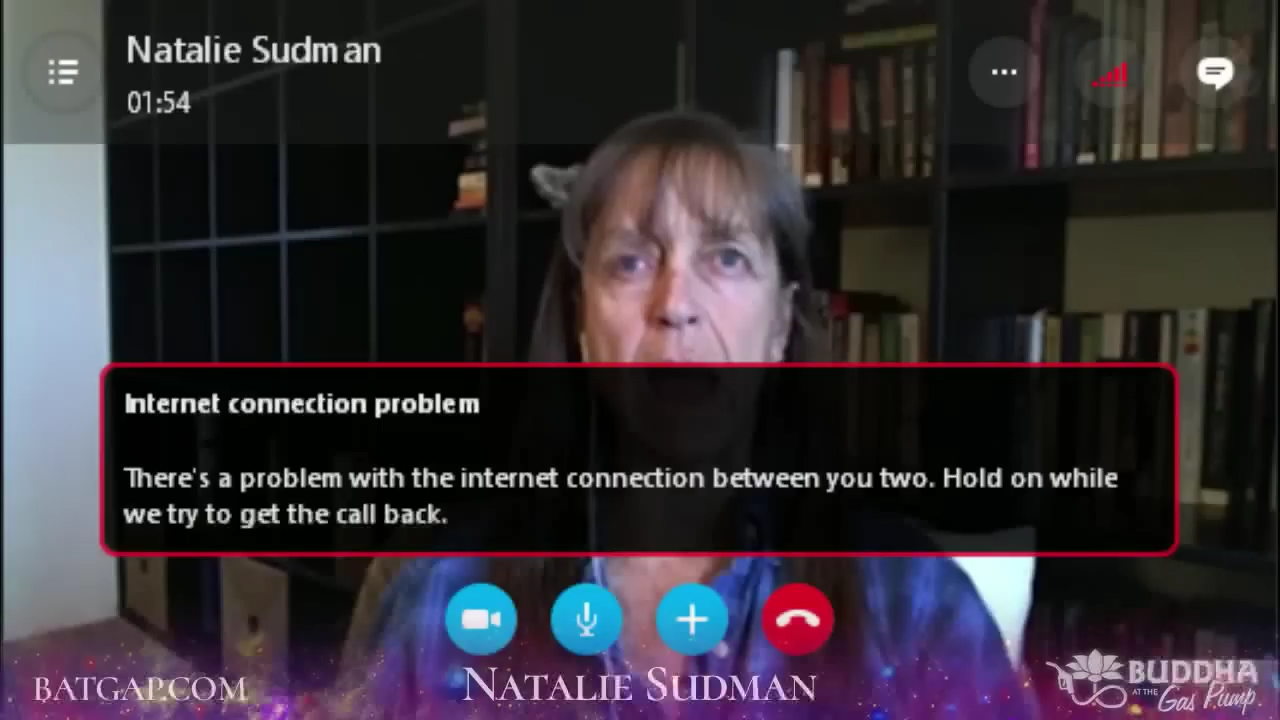 Natalie Sudman
01:54
Internet connection problem
There's a problem with the internet connection between you two. Hold on while
we try to get the call back.
BATGAP.COM
NATALIE SUDMAN
BUDDHA
AT THE
Gas Pump